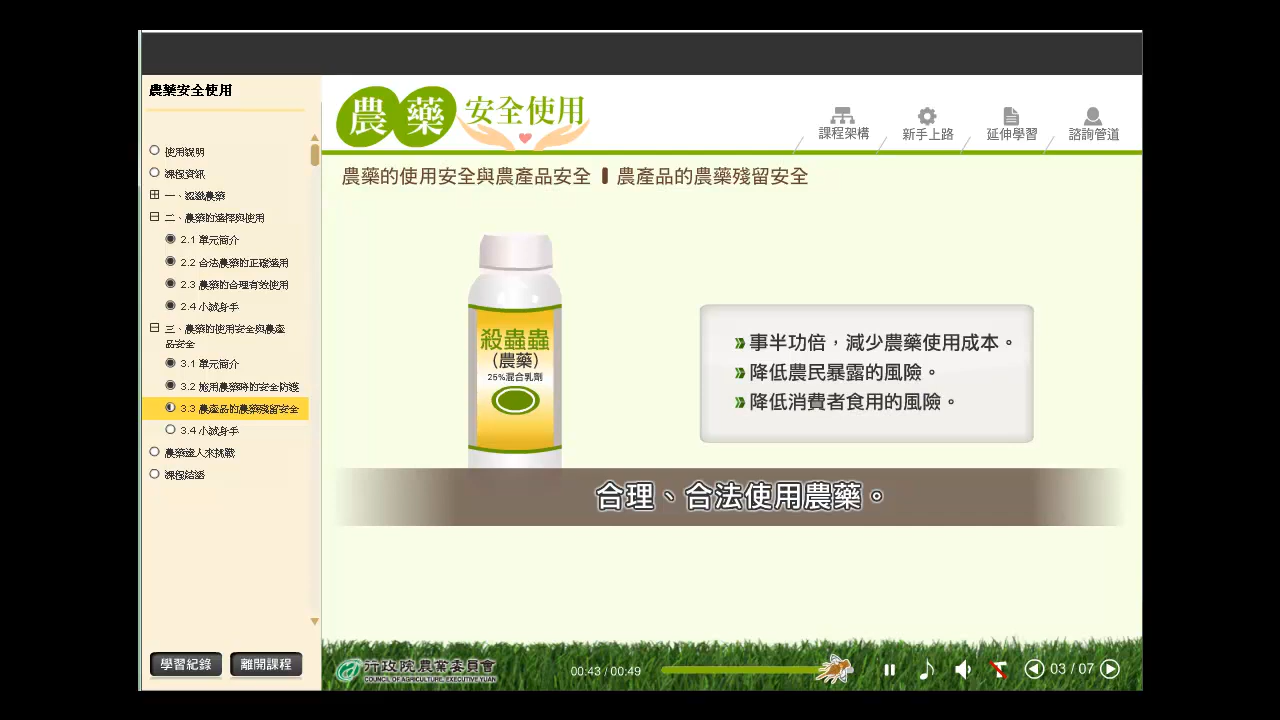 農藥安全使用
使用說明
課程資訊
一、認識農藥
二、農藥的選擇與使用
2.1 單元簡介
2.2 合法農藥的正確選用
2.3 農藥的合理有效使用
2.4 小試身手
三、農藥的使用安全與農產
品安全
3.1 單元簡介
3.2 施用農藥時的安全防護
3.3 農產品的農藥殘留安全
3.4 小試身手
農藥達人來挑戰
課程結語
學習紀錄
離開課程
農藥安全使用
課程架構
新手上路
延伸學習
諮詢管道
農藥的使用安全與農產品安全
農產品的農藥殘留安全
殺蟲蟲
(農藥)
25%混合乳劑
事半功倍，減少農藥使用成本。
降低農民暴露的風險。
降低消費者食用的風險。
合理、合法使用農藥。
行政院農業委員會
COUNCIL OF AGRICULTURE, EXECUTIVE YUAN
00:43 / 00:49
03 / 07